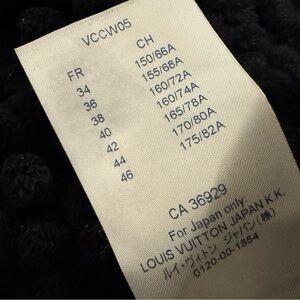 VCCW05
FR CH
34 150/66A
36 155/68A
38 160/72A
40 160/74A
42 165/78A
44 170/80A
46 175/82A
CA 36929
For Japan only:
LOUIS VUITTON JAPAN K.K.
ルイ・ヴィトン ジャパン(株)
0120-00-1854